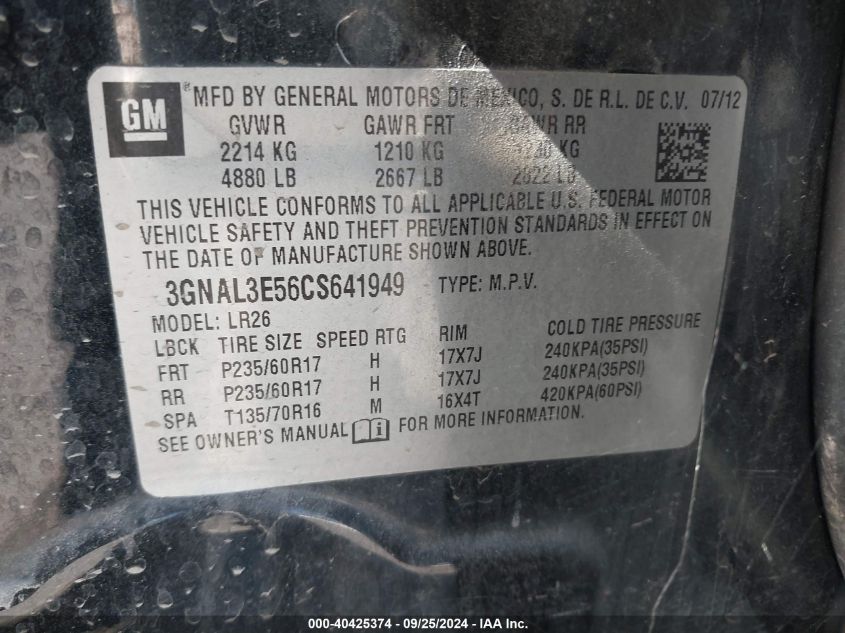 GM ® MFD BY GENERAL MOTORS DE MEXICO, S. DE R.L. DE C.V. 07/12
GVWR GAWR FRT GAWR RR
2214 KG 1210 KG KG
4880 LB 2667 LB 2822 LB
THIS VEHICLE CONFORMS TO ALL APPLICABLE U.S. FEDERAL MOTOR
VEHICLE SAFETY AND THEFT PREVENTION STANDARDS IN EFFECT ON
THE DATE OF MANUFACTURE SHOWN ABOVE.
3GNAL3E56CS641949 TYPE: M.P.V.
MODEL: LR26
LBCK TIRE SIZE SPEED RTG RIM COLD TIRE PRESSURE
FRT P235/60R17 H 17X7J 240KPA(35PSI)
RR P235/60R17 H 17X7J 240KPA(35PSI)
SPA T135/70R16 M 16X4T 420KPA(60PSI)
SEE OWNER'S MANUAL FOR MORE INFORMATION.
000-40425374 - 09/25/2024 - IAA Inc.